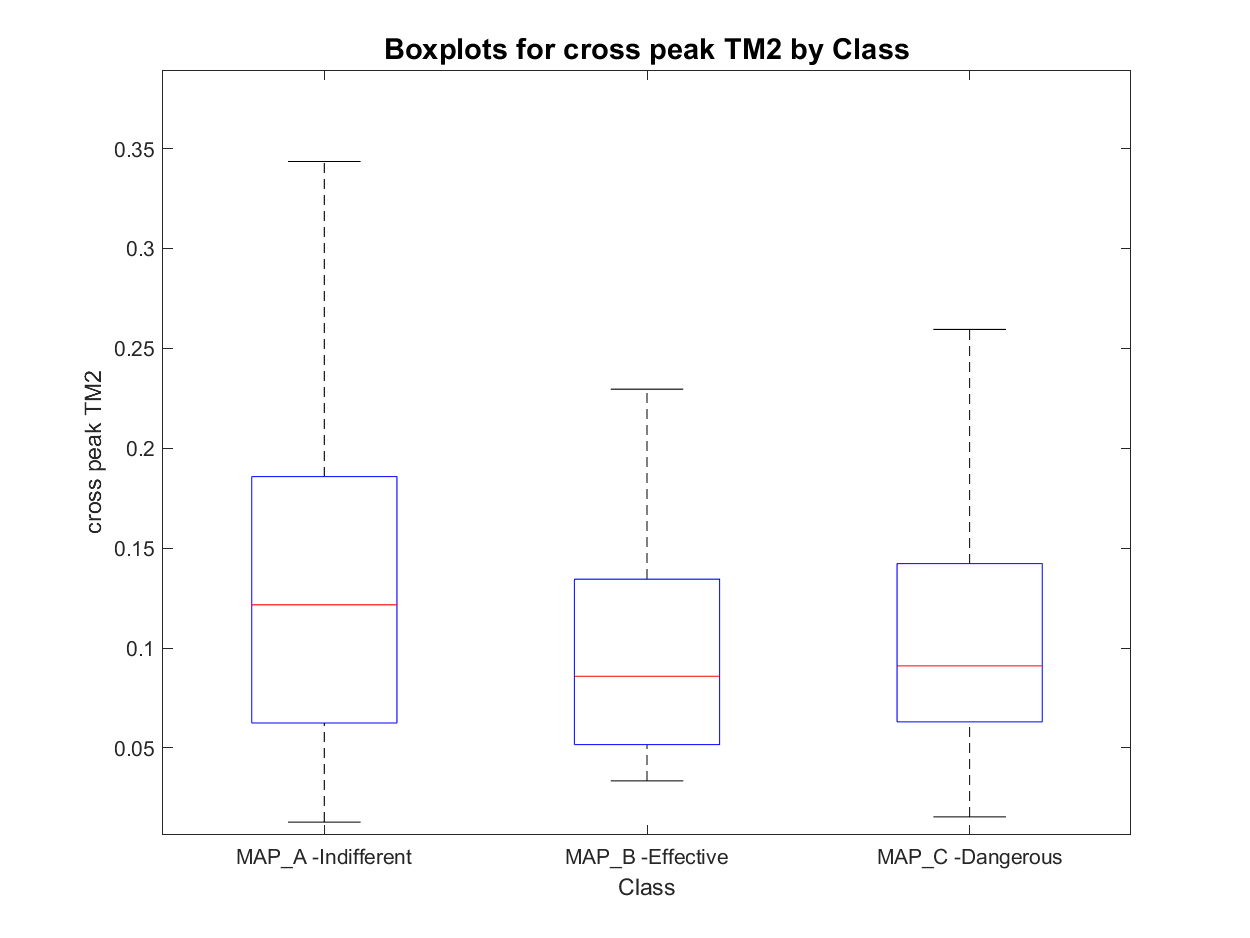 Boxplots for cross peak TM2 by Class
0.35
0.3
0.25
0.2
0.15
0.1
0.05
cross peak TM2
MAP_A -Indifferent
MAP_B -Effective
MAP_C -Dangerous
Class